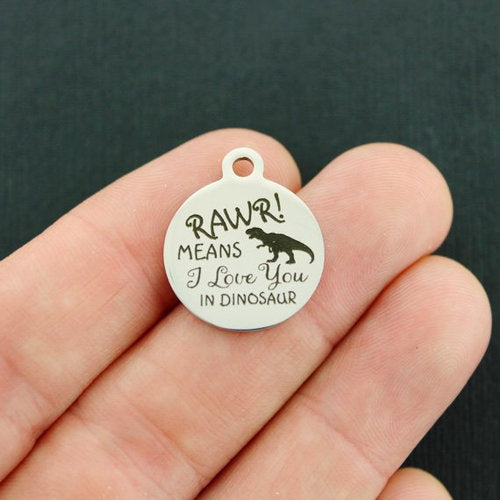 RAWR!
MEANS
I Love You
IN DINOSAUR